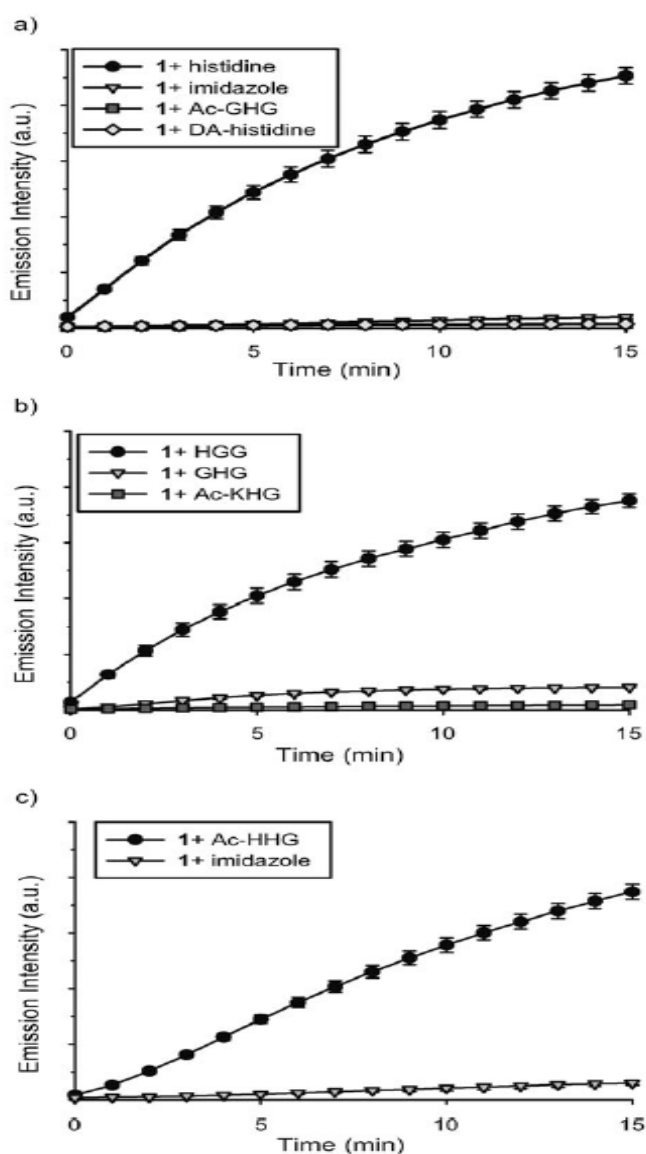 a)
1+ histidine
1+ imidazole
1+ Ac-GHG
1+ DA-histidine
Emission Intensity (a.u.)
0 5 10 15
Time (min)
b)
1+ HGG
1+ GHG
1+ Ac-KHG
Emission Intensity (a.u.)
0 5 10 15
Time (min)
c)
1+ Ac-HHG
1+ imidazole
Emission Intensity (a.u.)
0 5 10 15
Time (min)